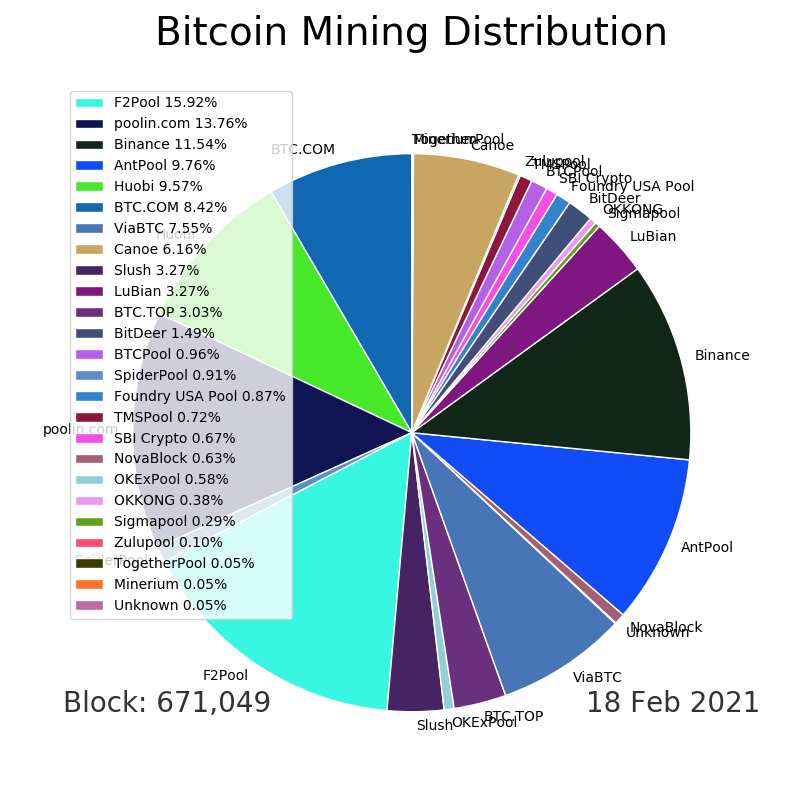 Bitcoin Mining Distribution
F2Pool 15.92%
poolin.com 13.76%
Binance 11.54%
AntPool 9.76%
Huobi 9.57%
BTC.COM 8.42%
ViaBTC 7.55%
Canoe 6.16%
Slush 3.27%
LuBian 3.27%
BTC.TOP 3.03%
BitDeer 1.49%
BTCPool 0.96%
SpiderPool 0.91%
Foundry USA Pool 0.87%
TMSPool 0.72%
SBI Crypto 0.67%
NovaBlock 0.63%
OKExPool 0.58%
OKKONG 0.38%
Sigmapool 0.29%
Zulupool 0.10%
TogetherPool 0.05%
Minerium 0.05%
Unknown 0.05%
TogetherPool
Minerium
Canoe
Zulupool
TMSPool
BTCPool
SBI Crypto
Foundry USA Pool
BitDeer
OKKONG
Sigmapool
LuBian
Binance
AntPool
NovaBlock
Unknown
ViaBTC
BTC.TOP
OKExPool
Slush
F2Pool
SpiderPool
poolin.com
Huobi
BTC.COM
Block: 671,049
18 Feb 2021